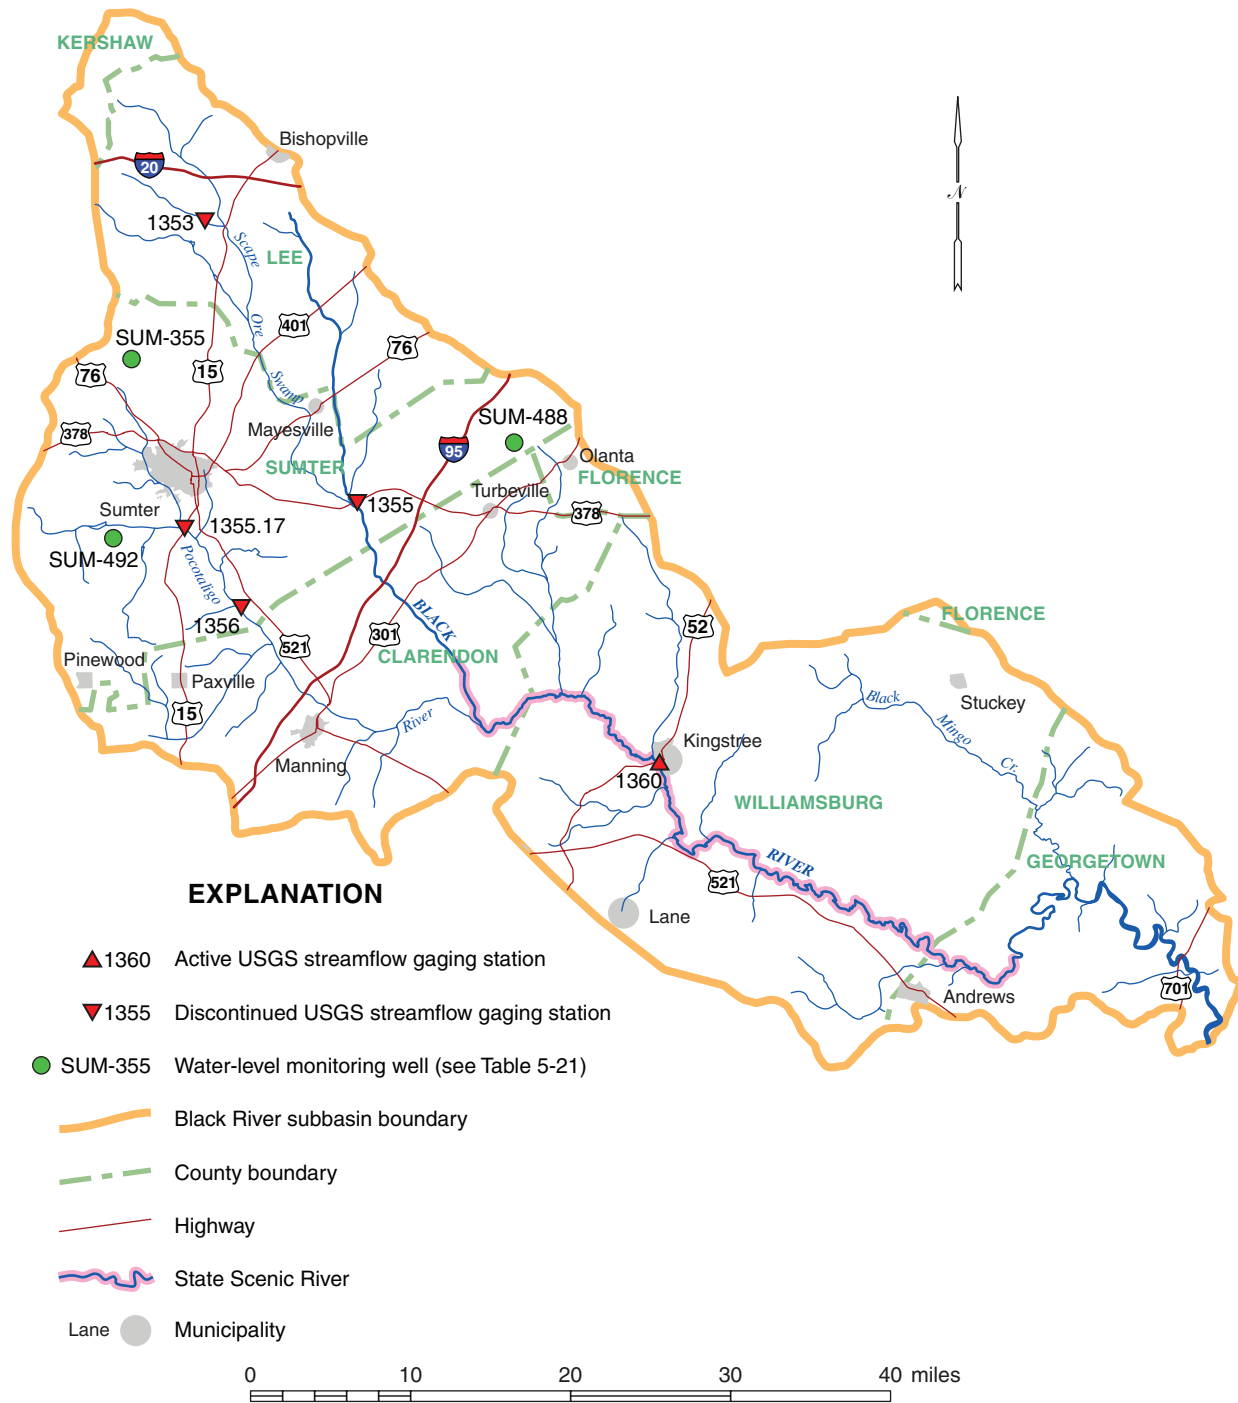 KERSHAW
Bishopville
20
1353
Scape
LEE
Ore
401
SUM-355
76
15
76
Swamp
SUM-488
378
Mayesville
95
Olanta
SUMTER
FLORENCE
Turbeville
1355
378
Sumter
1355.17
SUM-492
Pocotaligo
BLACK
1356
301
52
FLORENCE
521
CLARENDON
Pinewood
Paxville
Black
Stuckey
15
River
Mingo
Kingstree
Manning
Cr.
1360
WILLIAMSBURG
RIVER
GEORGETOWN
521
Lane
701
Andrews
N
EXPLANATION
1360 Active USGS streamflow gaging station
1355 Discontinued USGS streamflow gaging station
SUM-355 Water-level monitoring well (see Table 5-21)
Black River subbasin boundary
County boundary
Highway
State Scenic River
Lane Municipality
0 10 20 30 40 miles